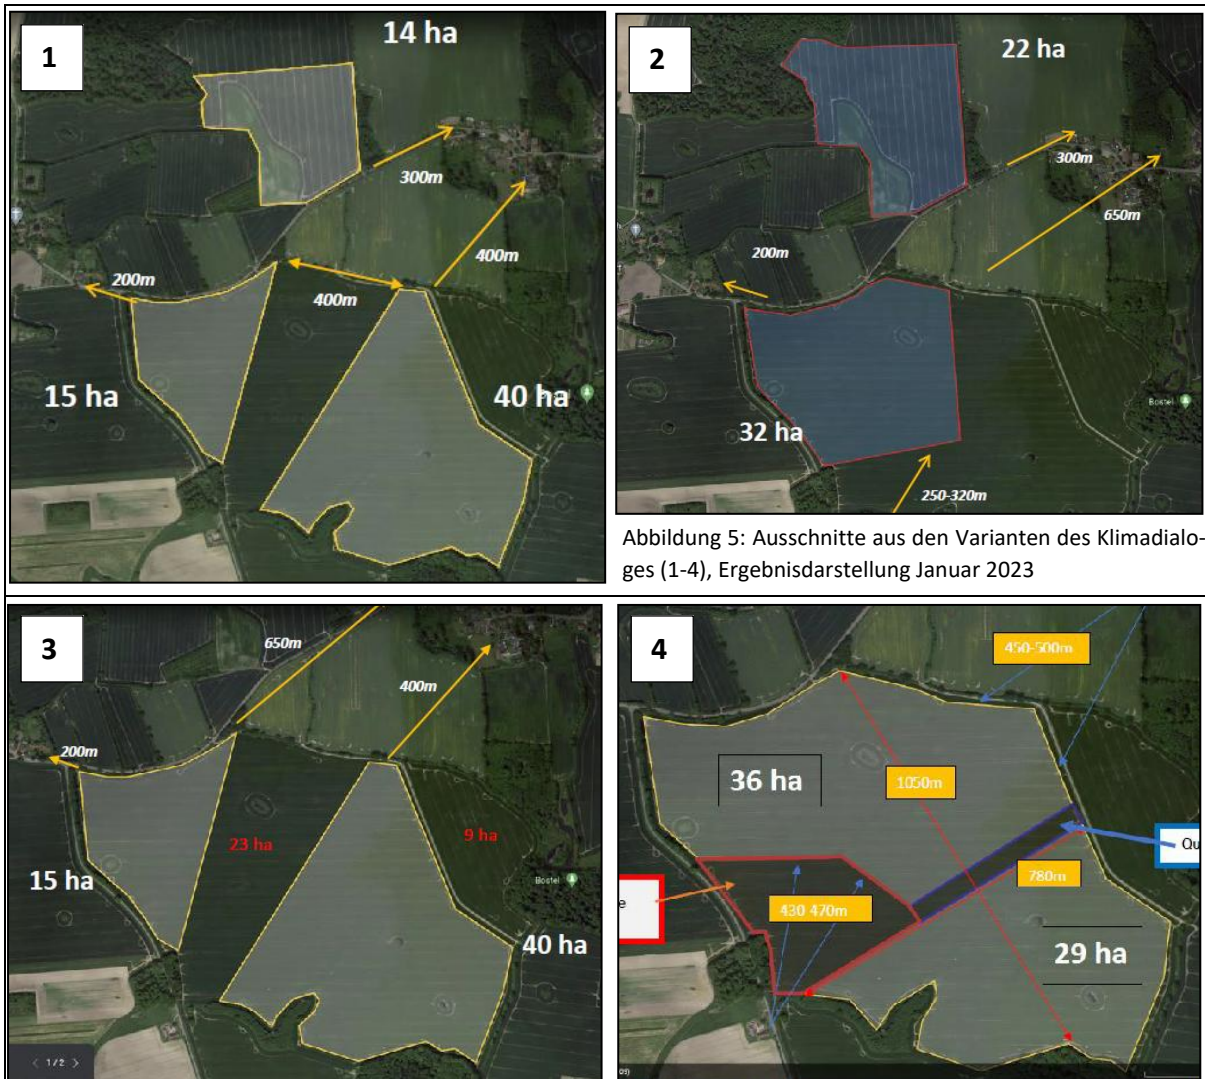 1
14 ha
300m
400m
200m
400m
15 ha
40 ha
Bostel
2
22 ha
300m
650m
200m
Bostel
32 ha
250-320m
Abbildung 5: Ausschnitte aus den Varianten des Klimadialo-
ges (1-4), Ergebnisdarstellung Januar 2023
3
650m
400m
200m
23 ha
9 ha
15 ha
Bostel
40 ha
< 1/2 >
4
450-500m
36 ha
1050m
Qu
780m
e
430-470m
29 ha